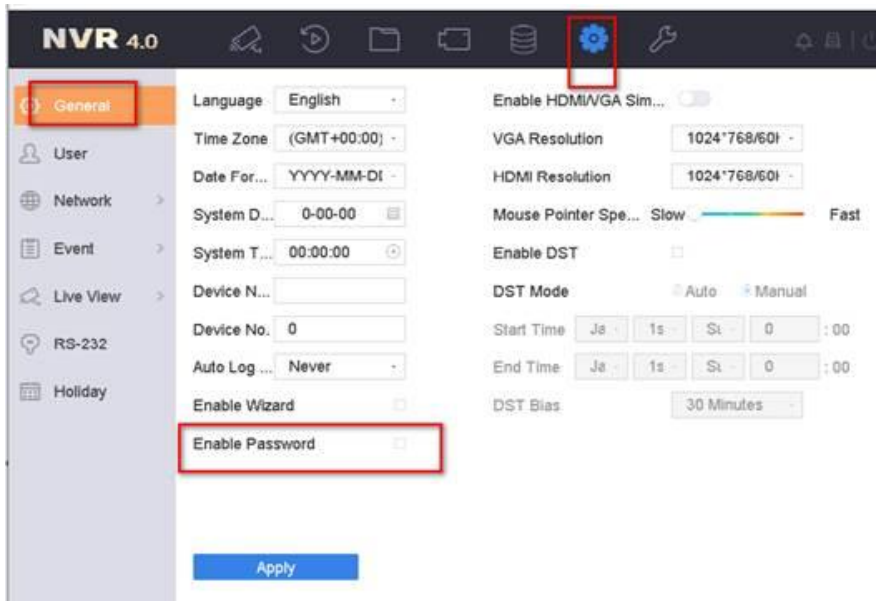 NVR 4.0
General
User
Network
Event
Live View
RS-232
Holiday
Language English
Time Zone (GMT+00:00)
Date For... YYYY-MM-DD
System D... 0-00-00
System T... 00:00:00
Device N...
Device No. 0
Auto Log ... Never
Enable Wizard
Enable Password
Apply
Enable HDMI/VGA Sim...
VGA Resolution 1024*768/60H
HDMI Resolution 1024*768/60H
Mouse Pointer Spe... Slow Fast
Enable DST
DST Mode Auto Manual
Start Time Ja 1s Su 0 : 00
End Time Ja 1s Su 0 : 00
DST Bias 30 Minutes